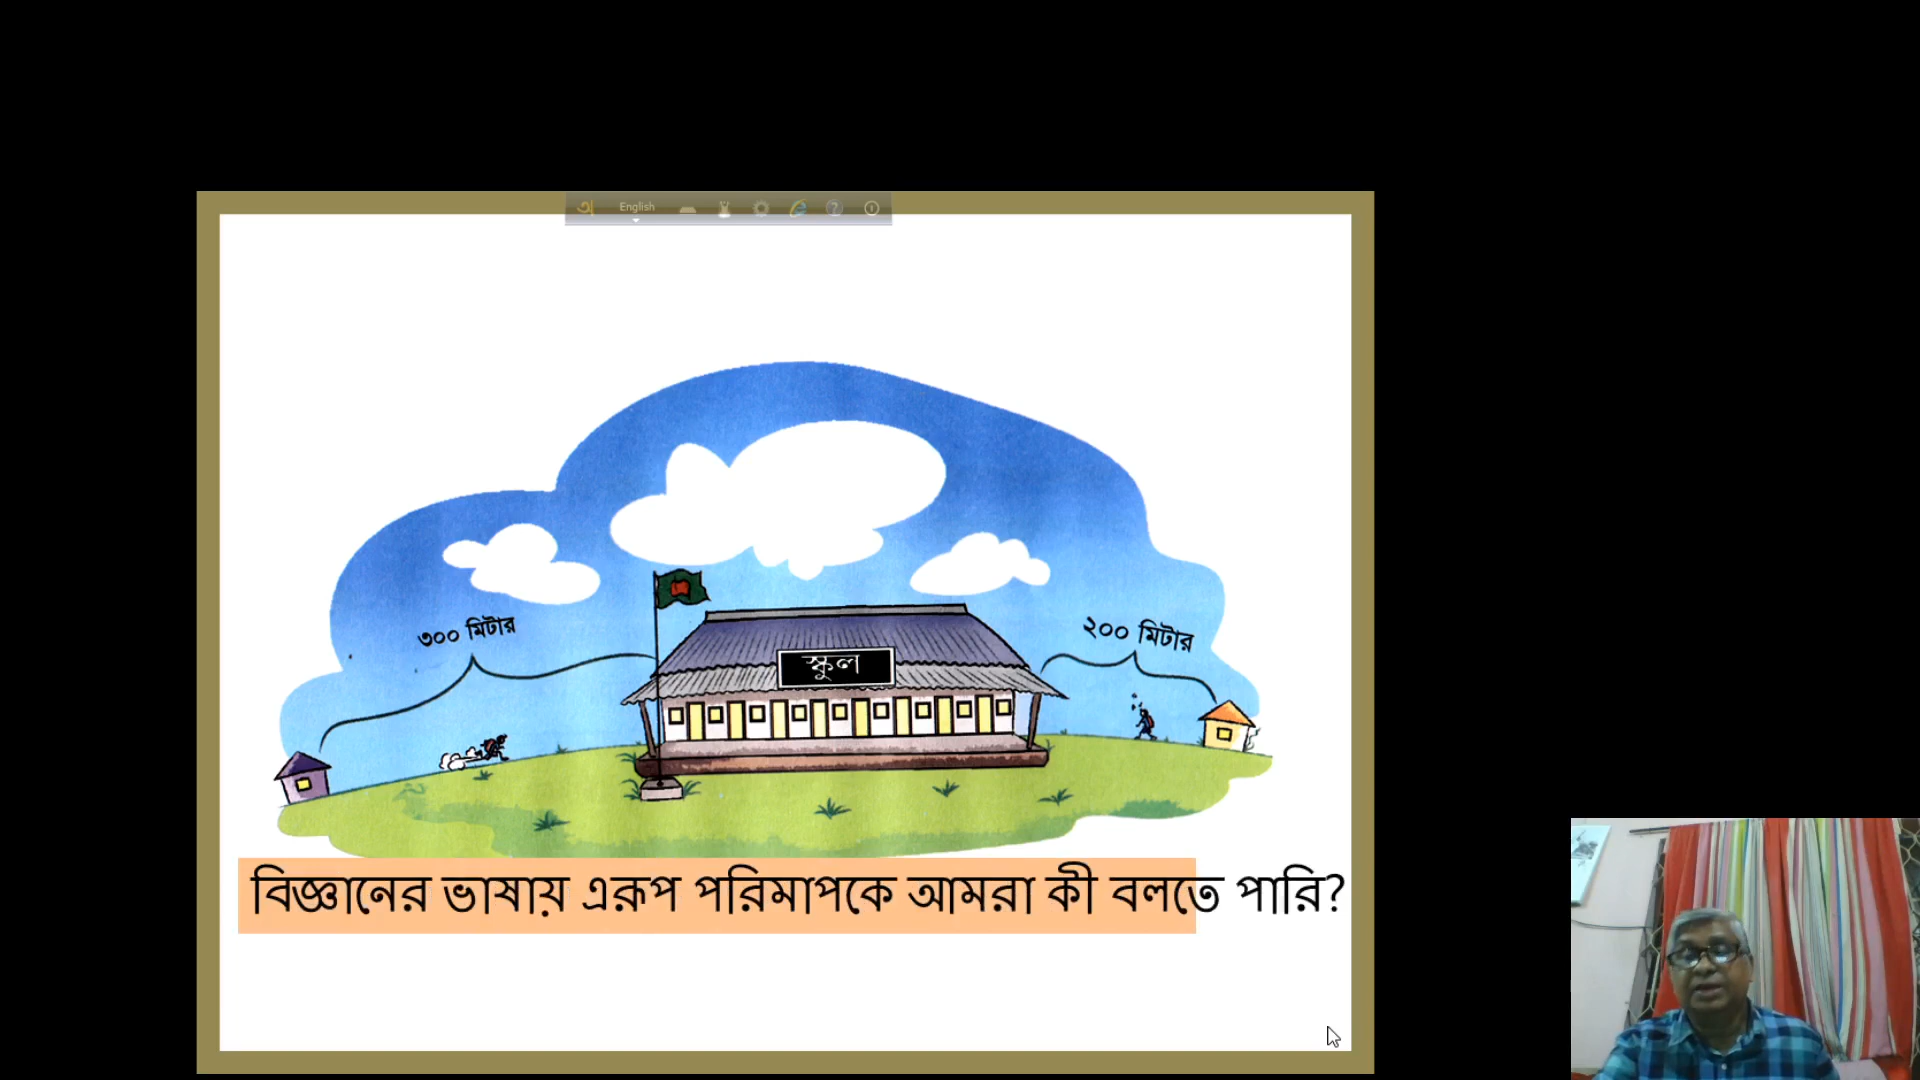 English
৩০০ মিটার
২০০ মিটার
স্কুল
বিজ্ঞানের ভাষায় এরূপ পরিমাপকে আমরা কী বলতে পারি?